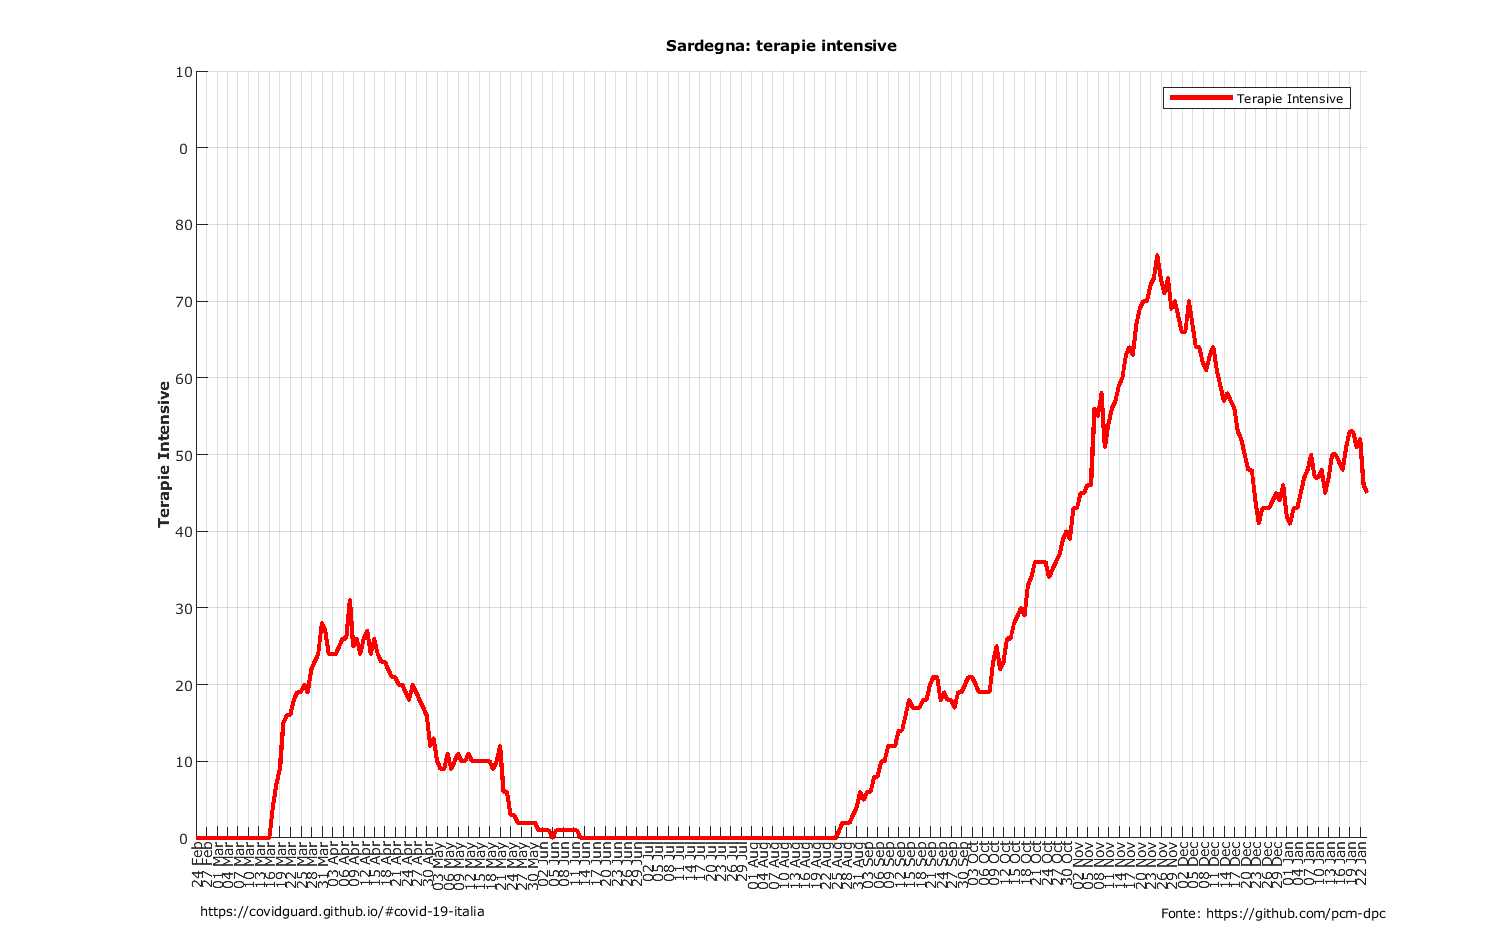 Sardegna: terapie intensive
10
Terapie Intensive
0
80
70
60
50
40
30
20
10
0
Terapie Intensive
24 Feb
27 Feb
01 Mar
04 Mar
07 Mar
10 Mar
13 Mar
16 Mar
19 Mar
22 Mar
25 Mar
28 Mar
31 Mar
03 Apr
06 Apr
09 Apr
12 Apr
15 Apr
18 Apr
21 Apr
24 Apr
27 Apr
30 Apr
03 May
06 May
09 May
12 May
15 May
18 May
21 May
24 May
27 May
30 May
02 Jun
05 Jun
08 Jun
11 Jun
14 Jun
17 Jun
20 Jun
23 Jun
26 Jun
29 Jun
02 Jul
05 Jul
08 Jul
11 Jul
14 Jul
17 Jul
20 Jul
23 Jul
26 Jul
29 Jul
01 Aug
04 Aug
07 Aug
10 Aug
13 Aug
16 Aug
19 Aug
22 Aug
25 Aug
28 Aug
31 Aug
03 Sep
06 Sep
09 Sep
12 Sep
15 Sep
18 Sep
21 Sep
24 Sep
27 Sep
30 Sep
03 Oct
06 Oct
09 Oct
12 Oct
15 Oct
18 Oct
21 Oct
24 Oct
27 Oct
30 Oct
02 Nov
05 Nov
08 Nov
11 Nov
14 Nov
17 Nov
20 Nov
23 Nov
26 Nov
29 Nov
02 Dec
05 Dec
08 Dec
11 Dec
14 Dec
17 Dec
20 Dec
23 Dec
26 Dec
29 Dec
01 Jan
04 Jan
07 Jan
10 Jan
13 Jan
16 Jan
19 Jan
22 Jan
https://covidguard.github.io/#covid-19-italia
Fonte: https://github.com/pcm-dpc